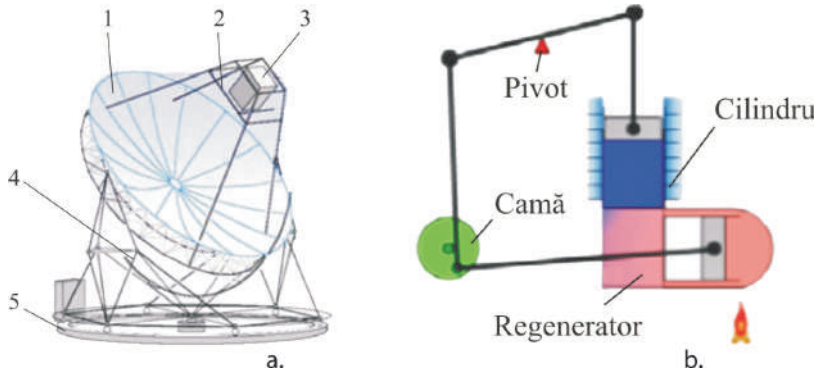 1
2
3
4
5
a.
Pivot
Cilindru
Camă
Regenerator
b.